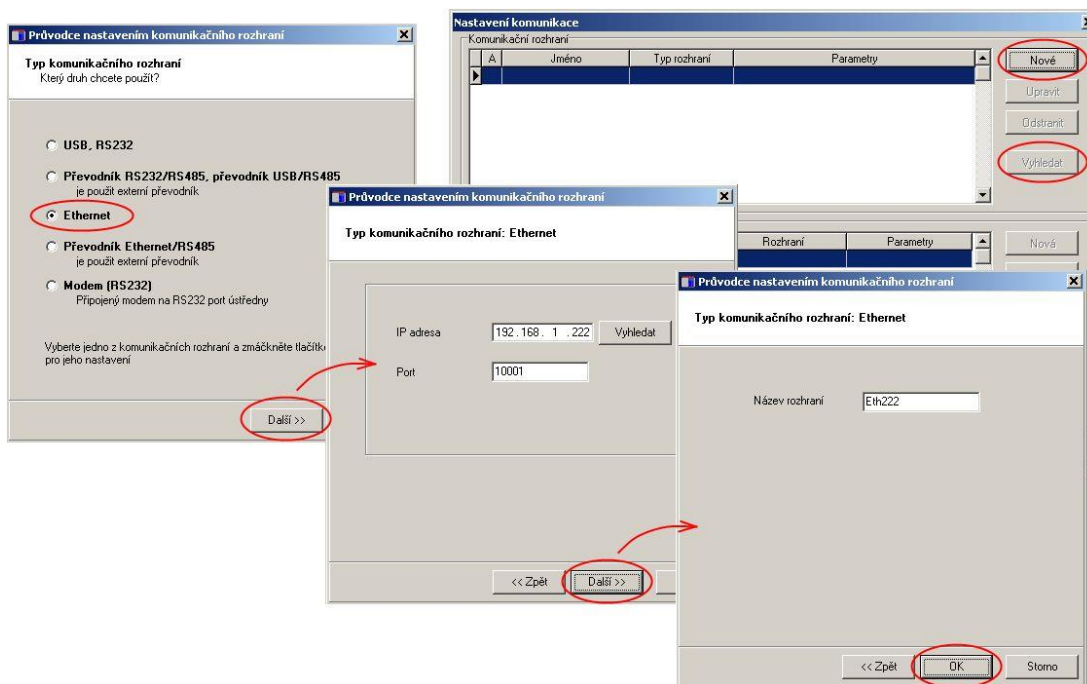 Průvodce nastavením komunikačního rozhraní
Typ komunikačního rozhraní
Který druh chcete použít?
USB, RS232
Převodník RS232/RS485, převodník USB/RS485
je použit externí převodník
Ethernet
Převodník Ethernet/RS485
je použit externí převodník
Modem (RS232)
Připojený modem na RS232 port ústředny
Vyberte jedno z komunikačních rozhraní a zmáčkněte tlačítko
pro jeho nastavení
Další >>
Nastavení komunikace
Komunikační rozhraní
A Jméno Typ rozhraní Parametry
Nové
Upravit
Odstranit
Vyhledat
Rozhraní Parametry
Nová
Průvodce nastavením komunikačního rozhraní
Typ komunikačního rozhraní: Ethernet
IP adresa 192.168. 1 .222 Vyhledat
Port 10001
<< Zpět Další >>
Průvodce nastavením komunikačního rozhraní
Typ komunikačního rozhraní: Ethernet
Název rozhraní Eth222
<< Zpět OK Storno